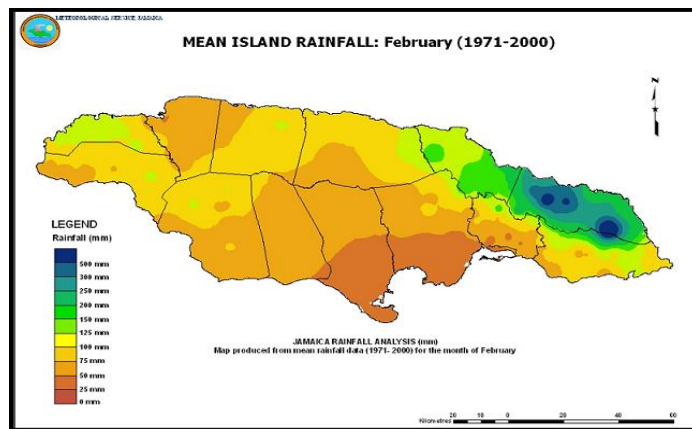 METEOROLOGICAL SERVICE JAMAICA
MEAN ISLAND RAINFALL: February (1971-2000)
N
LEGEND
Rainfall (mm)
500 mm
300 mm
250 mm
200 mm
150 mm
125 mm
100 mm
75 mm
50 mm
25 mm
0 mm
JAMAICA RAINFALL ANALYSIS (mm)
Map produced from mean rainfall data (1971- 2000) for the month of February
Kilometres 20 10 0 20 40 60